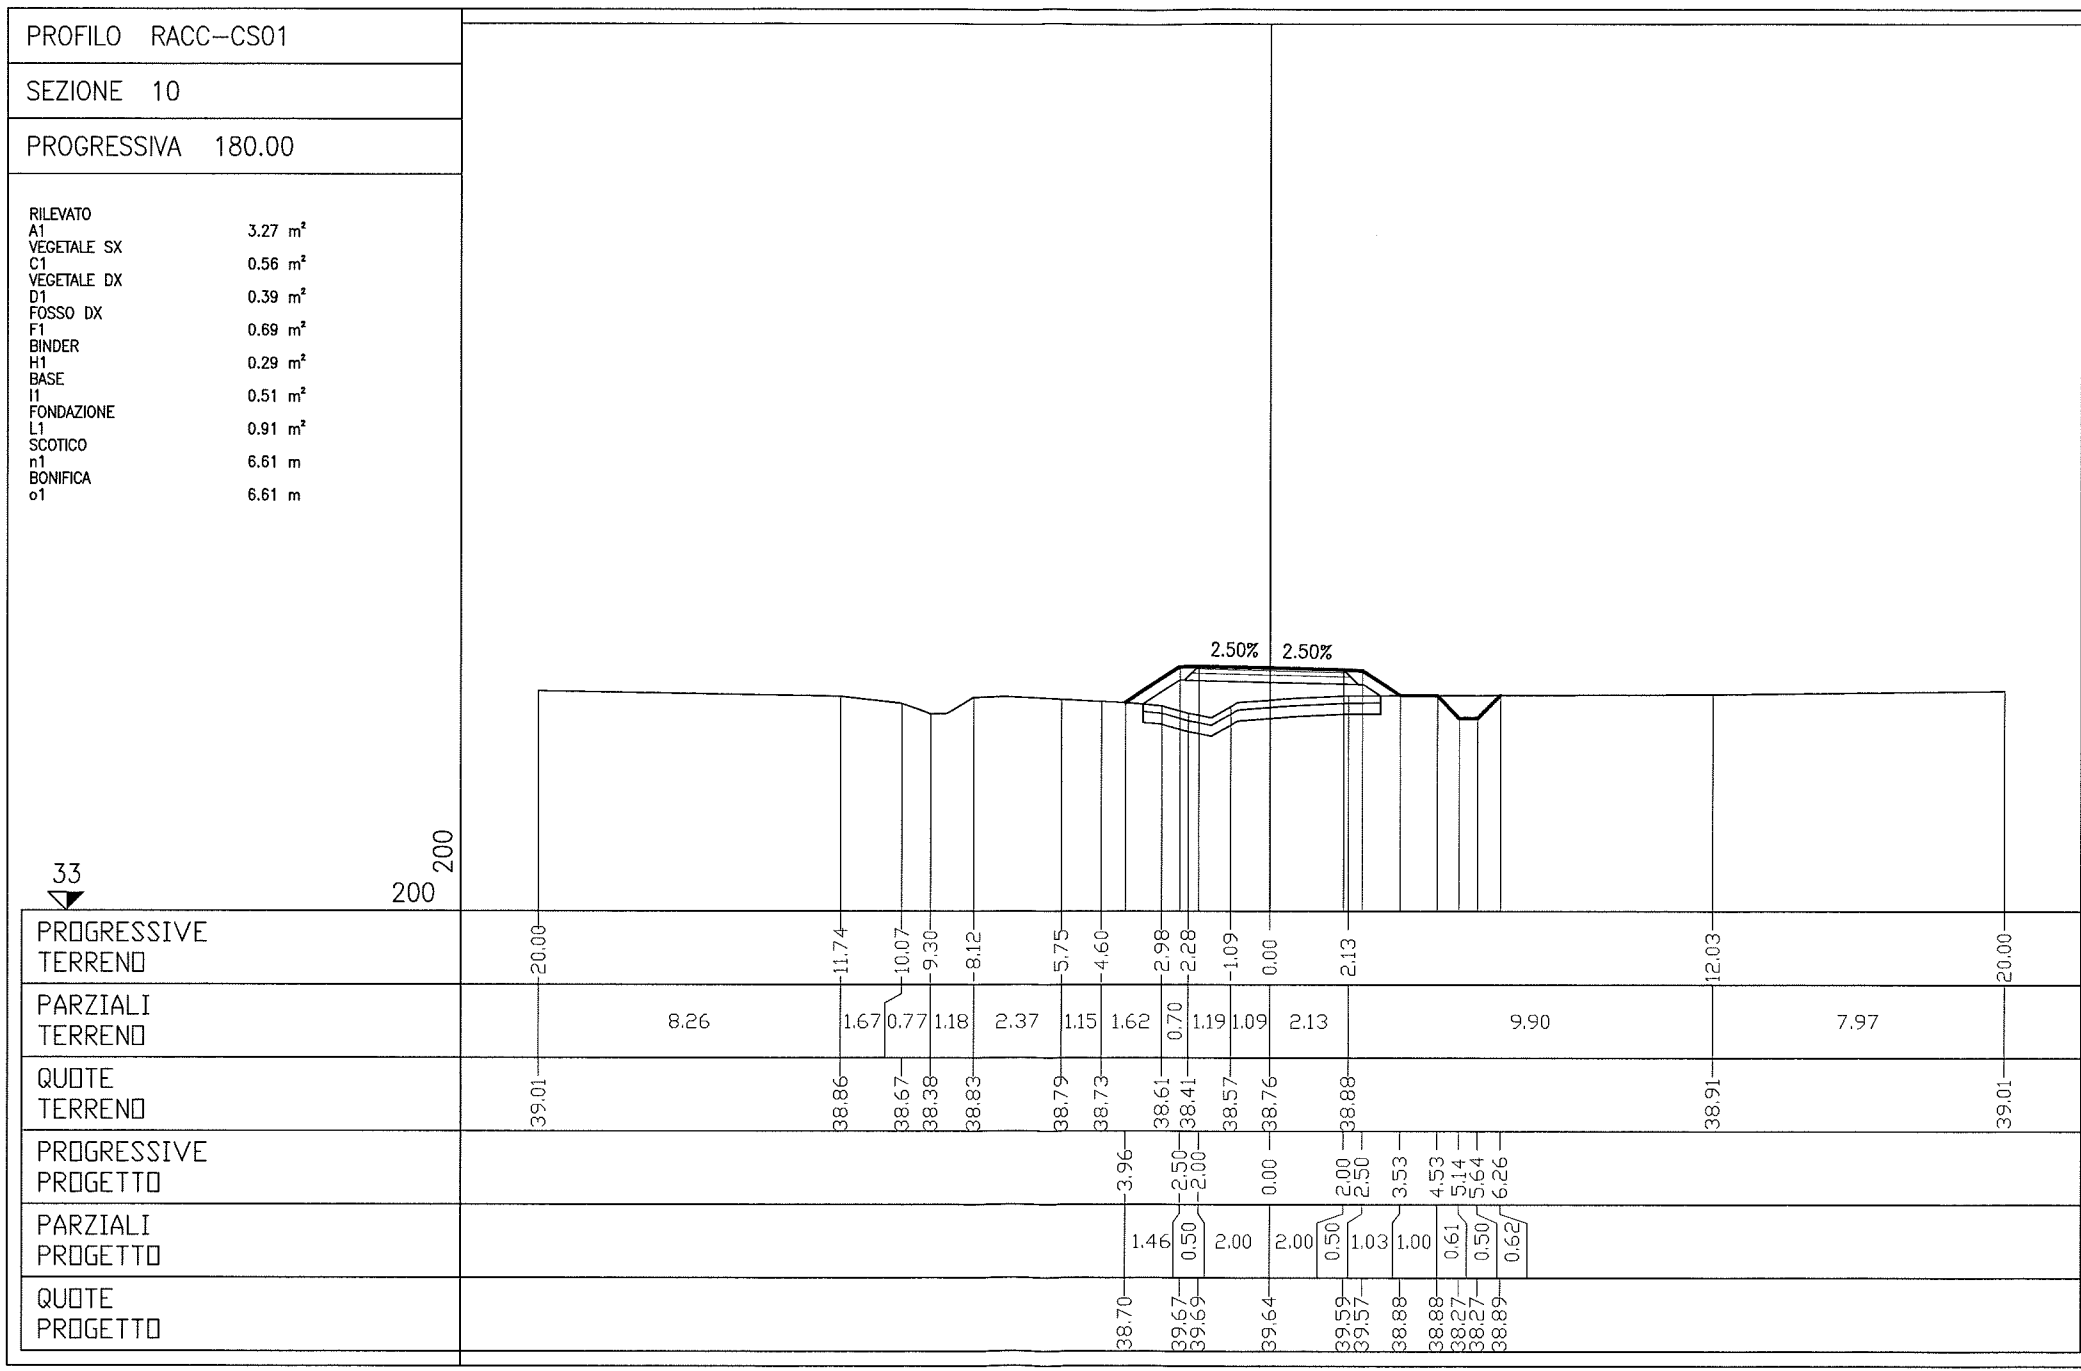 PROFILO RACC-CS01
SEZIONE 10
PROGRESSIVA 180.00
RILEVATO
A1 3.27 m²
VEGETALE SX
C1 0.56 m²
VEGETALE DX
D1 0.39 m²
FOSSO DX
F1 0.69 m²
BINDER
H1 0.29 m²
BASE
I1 0.51 m²
FONDAZIONE
L1 0.91 m²
SCOTICO
n1 6.61 m
BONIFICA
o1 6.61 m
2.50% 2.50%
33
200
200
PROGRESSIVE
TERRENO
-20.00 -11.74 -10.07 -9.30 -8.12 -5.75 -4.60 -2.98 -2.28 -1.09 0.00 2.13 12.03 20.00
PARZIALI
TERRENO
8.26 1.67 0.77 1.18 2.37 1.15 1.62 0.70 1.19 1.09 2.13 9.90 7.97
QUOTE
TERRENO
39.01 38.86 38.67 38.38 38.83 38.79 38.73 38.61 38.41 38.57 38.76 38.88 38.91 39.01
PROGRESSIVE
PROGETTO
-3.96 -2.50 -2.00 0.00 2.00 2.50 3.53 4.53 5.14 5.64 6.26
PARZIALI
PROGETTO
1.46 0.50 2.00 2.00 0.50 1.03 1.00 0.61 0.50 0.62
QUOTE
PROGETTO
38.70 39.67 39.69 39.64 39.59 39.57 38.88 38.88 38.27 38.27 38.89